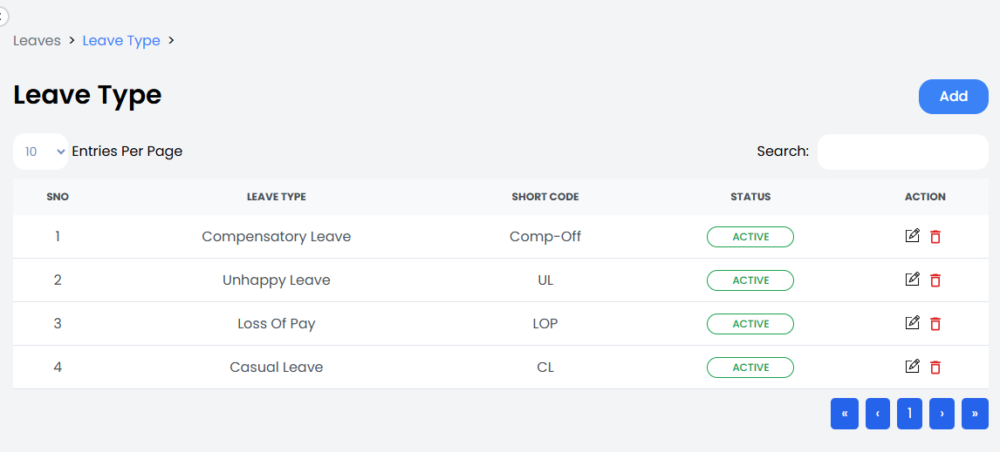 Leaves > Leave Type >
Leave Type
Add
10 Entries Per Page Search:
SNO LEAVE TYPE SHORT CODE STATUS ACTION
1 Compensatory Leave Comp-Off ACTIVE
2 Unhappy Leave UL ACTIVE
3 Loss Of Pay LOP ACTIVE
4 Casual Leave CL ACTIVE
« ‹ 1 › »